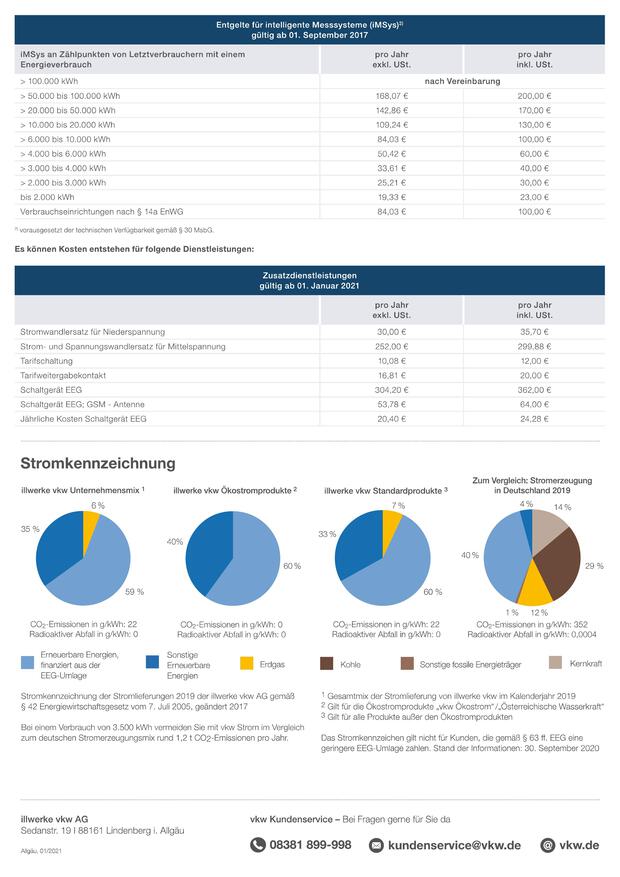 Entgelte für intelligente Messsysteme (iMSys)²⁾
gültig ab 01. September 2017
iMSys an Zählpunkten von Letztverbrauchern mit einem
Energieverbrauch
pro Jahr
exkl. USt.
pro Jahr
inkl. USt.
> 100.000 kWh nach Vereinbarung
> 50.000 bis 100.000 kWh 168,07 € 200,00 €
> 20.000 bis 50.000 kWh 142,86 € 170,00 €
> 10.000 bis 20.000 kWh 109,24 € 130,00 €
> 6.000 bis 10.000 kWh 84,03 € 100,00 €
> 4.000 bis 6.000 kWh 50,42 € 60,00 €
> 3.000 bis 4.000 kWh 33,61 € 40,00 €
> 2.000 bis 3.000 kWh 25,21 € 30,00 €
bis 2.000 kWh 19,33 € 23,00 €
Verbrauchseinrichtungen nach § 14a EnWG 84,03 € 100,00 €
²⁾ vorausgesetzt der technischen Verfügbarkeit gemäß § 30 MsbG.
Es können Kosten entstehen für folgende Dienstleistungen:
Zusatzdienstleistungen
gültig ab 01. Januar 2021
pro Jahr
exkl. USt.
pro Jahr
inkl. USt.
Stromwandlersatz für Niederspannung 30,00 € 35,70 €
Strom- und Spannungswandlersatz für Mittelspannung 252,00 € 299,88 €
Tarifschaltung 10,08 € 12,00 €
Tarifweitergabekontakt 16,81 € 20,00 €
Schaltgerät EEG 304,20 € 362,00 €
Schaltgerät EEG; GSM - Antenne 53,78 € 64,00 €
Jährliche Kosten Schaltgerät EEG 20,40 € 24,28 €
Stromkennzeichnung
illwerke vkw Unternehmensmix ¹
6 %
35 %
59 %
CO₂-Emissionen in g/kWh: 22
Radioaktiver Abfall in g/kWh: 0
illwerke vkw Ökostromprodukte ²
40%
60 %
CO₂-Emissionen in g/kWh: 0
Radioaktiver Abfall in g/kWh: 0
illwerke vkw Standardprodukte ³
7 %
33 %
60 %
CO₂-Emissionen in g/kWh: 22
Radioaktiver Abfall in g/kWh: 0
Zum Vergleich: Stromerzeugung
in Deutschland 2019
4 %
14 %
40 %
29 %
1 %
12 %
CO₂-Emissionen in g/kWh: 352
Radioaktiver Abfall in g/kWh: 0,0004
Erneuerbare Energien,
finanziert aus der
EEG-Umlage
Sonstige
Erneuerbare
Energien
Erdgas
Kohle
Sonstige fossile Energieträger
Kernkraft
Stromkennzeichnung der Stromlieferungen 2019 der illwerke vkw AG gemäß
§ 42 Energiewirtschaftsgesetz vom 7. Juli 2005, geändert 2017
Bei einem Verbrauch von 3.500 kWh vermeiden Sie mit vkw Strom im Vergleich
zum deutschen Stromerzeugungsmix rund 1,2 t CO₂-Emissionen pro Jahr.
¹ Gesamtmix der Stromlieferung von illwerke vkw im Kalenderjahr 2019
² Gilt für die Ökostromprodukte „vkw Ökostrom“/„Österreichische Wasserkraft“
³ Gilt für alle Produkte außer den Ökostromprodukten
Das Stromkennzeichen gilt nicht für Kunden, die gemäß § 63 ff. EEG eine
geringere EEG-Umlage zahlen. Stand der Informationen: 30. September 2020
illwerke vkw AG
Sedanstr. 19 I 88161 Lindenberg i. Allgäu
Allgäu, 01/2021
vkw Kundenservice – Bei Fragen gerne für Sie da
08381 899-998 kundenservice@vkw.de @ vkw.de